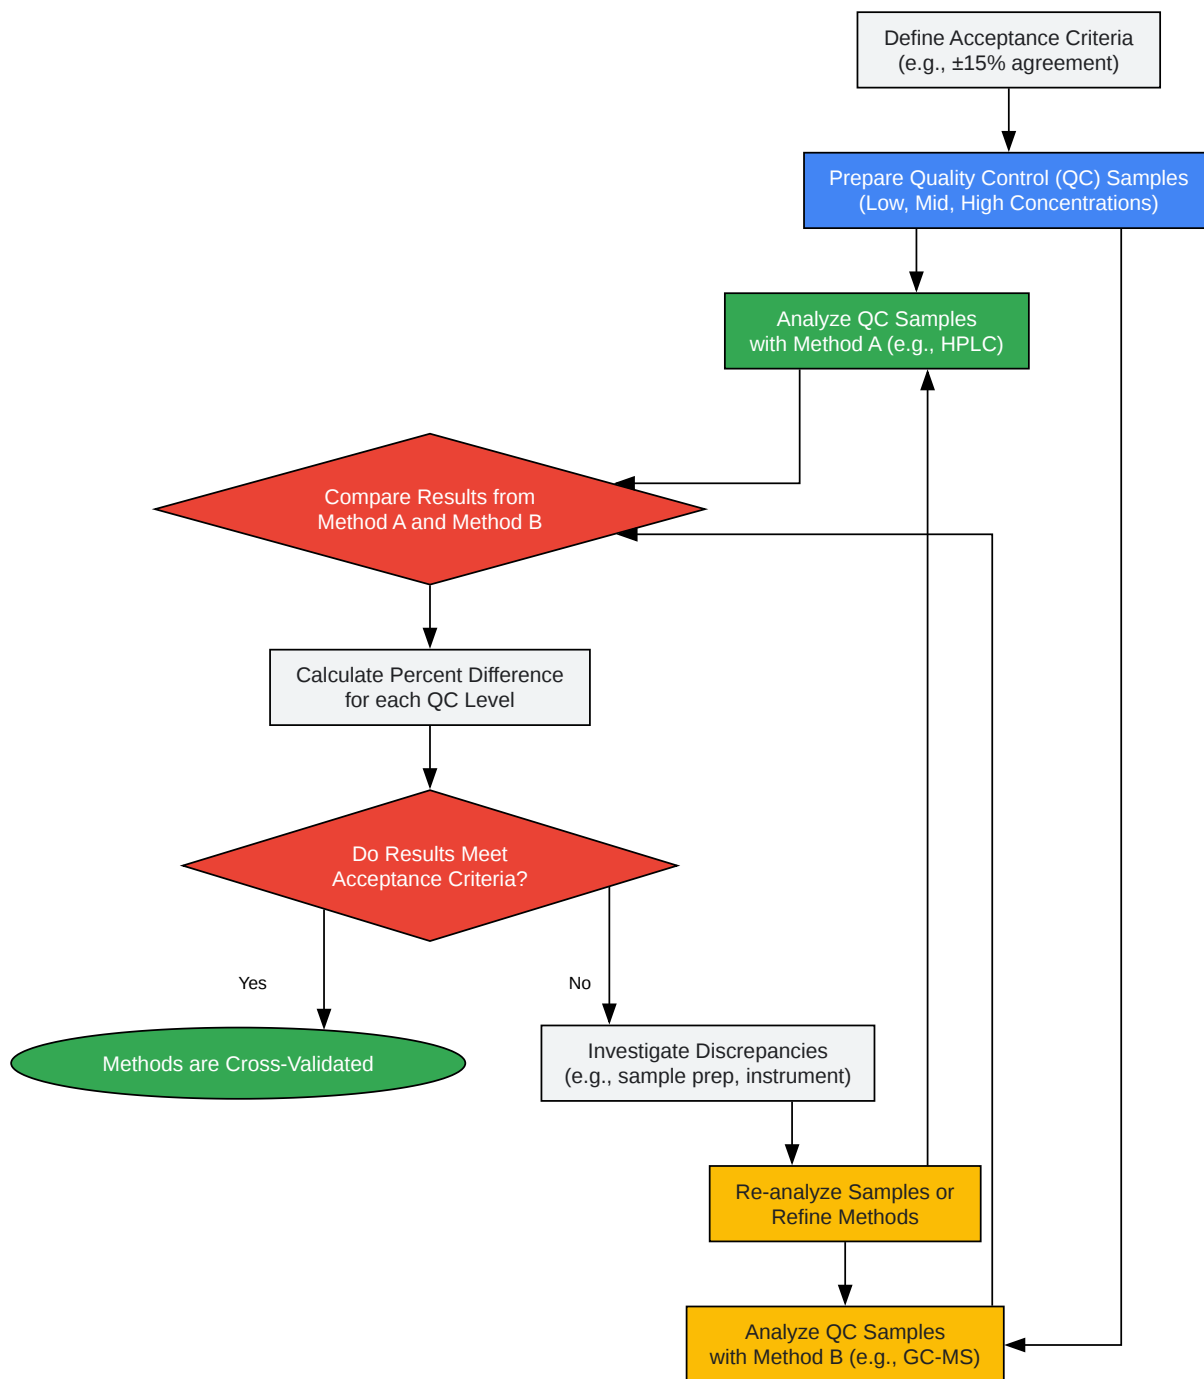 Define Acceptance Criteria
(e.g., ±15% agreement)
Prepare Quality Control (QC) Samples
(Low, Mid, High Concentrations)
Analyze QC Samples
with Method A (e.g., HPLC)
Compare Results from
Method A and Method B
Calculate Percent Difference
for each QC Level
Do Results Meet
Acceptance Criteria?
Yes
No
Methods are Cross-Validated
Investigate Discrepancies
(e.g., sample prep, instrument)
Re-analyze Samples or
Refine Methods
Analyze QC Samples
with Method B (e.g., GC-MS)